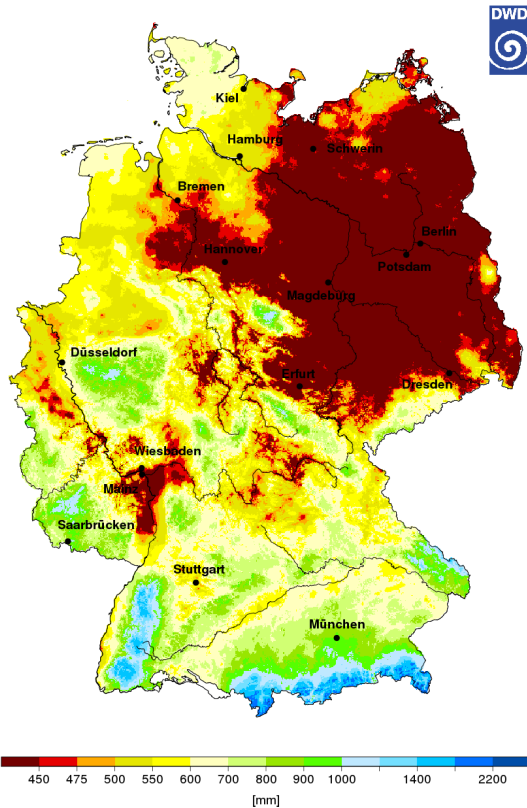 DWD
Kiel
Hamburg
Schwerin
Bremen
Berlin
Hannover
Potsdam
Magdeburg
Düsseldorf
Erfurt
Dresden
Wiesbaden
Mainz
Saarbrücken
Stuttgart
München
450 475 500 550 600 700 800 900 1000 1400 2200
[mm]